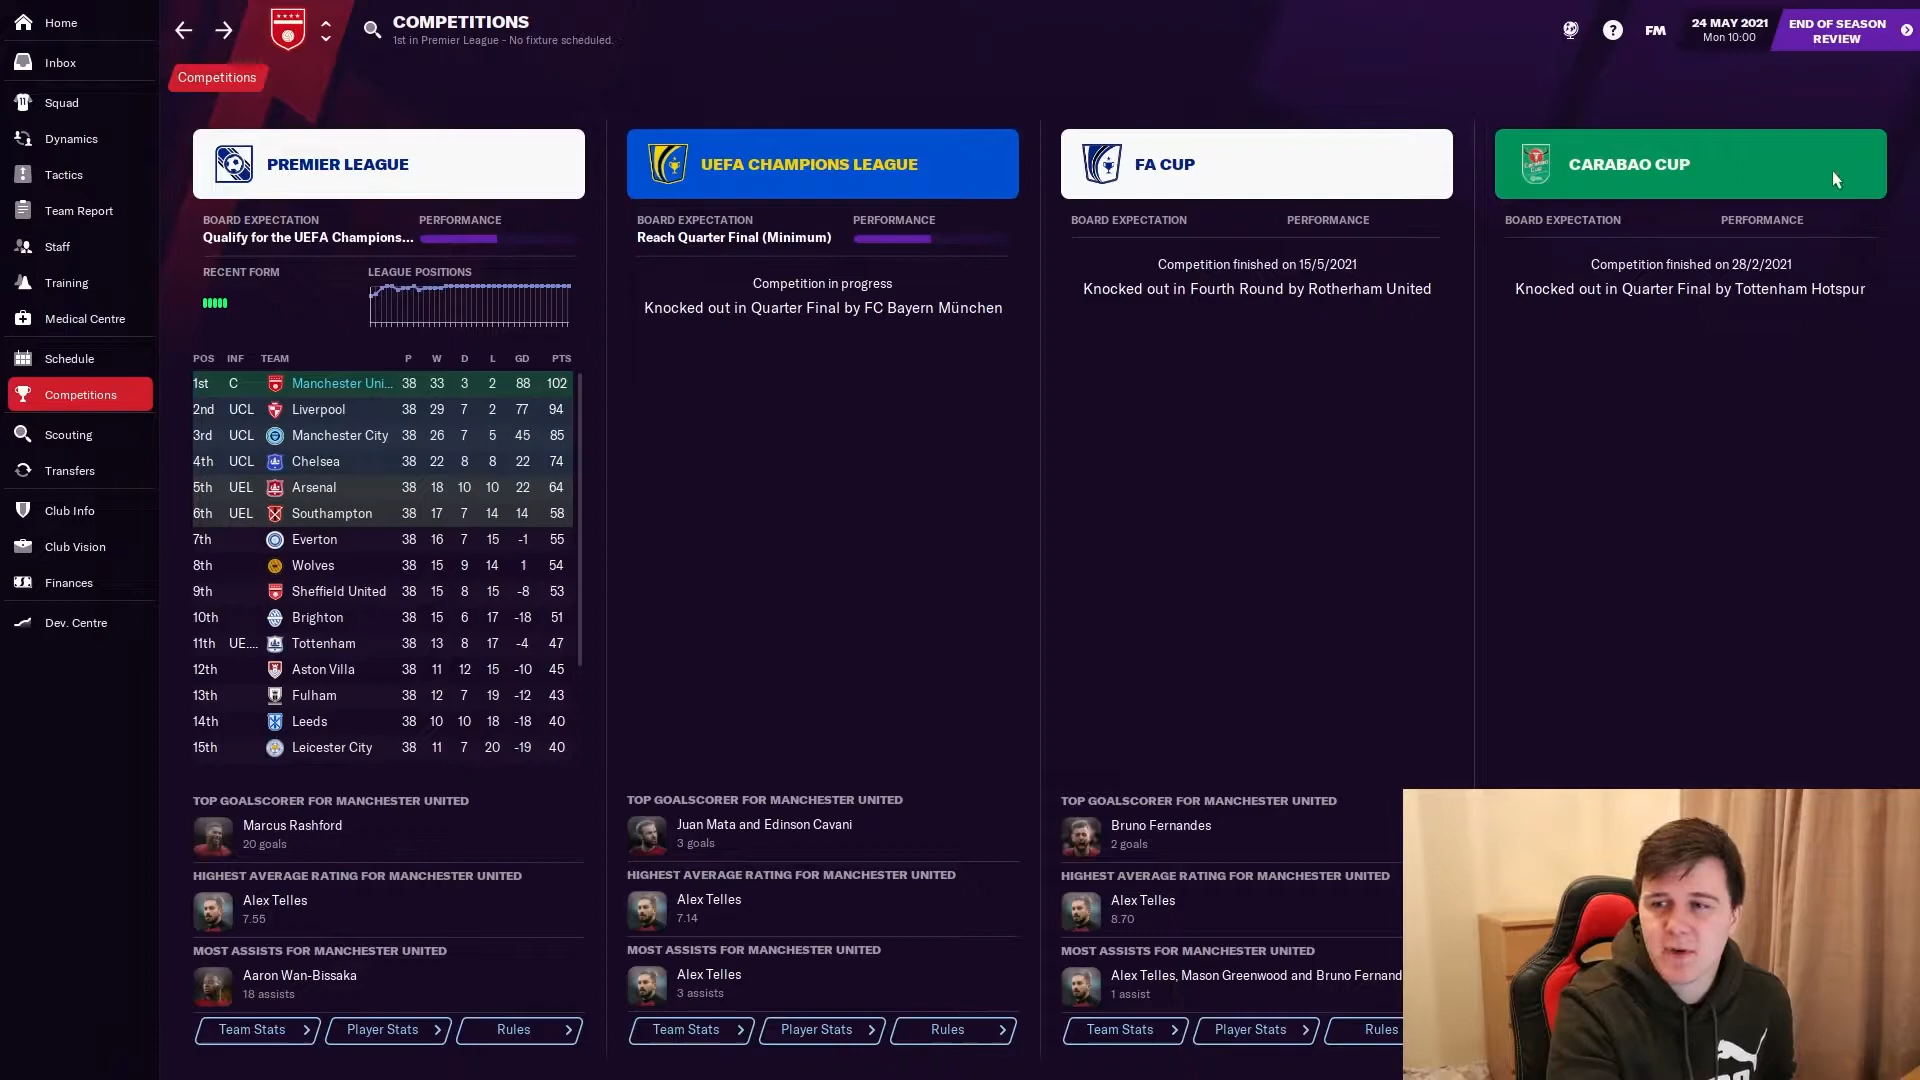 Home
Inbox
Squad
Dynamics
Tactics
Team Report
Staff
Training
Medical Centre
Schedule
Competitions
Scouting
Transfers
Club Info
Club Vision
Finances
Dev. Centre
COMPETITIONS
1st in Premier League - No fixture scheduled.
FM
24 MAY 2021
Mon 10:00
END OF SEASON
REVIEW
Competitions
PREMIER LEAGUE
BOARD EXPECTATION PERFORMANCE
Qualify for the UEFA Champions...
RECENT FORM LEAGUE POSITIONS
POS INF TEAM P W D L GD PTS
1st C Manchester Uni... 38 33 3 2 88 102
2nd UCL Liverpool 38 29 7 2 77 94
3rd UCL Manchester City 38 26 7 5 45 85
4th UCL Chelsea 38 22 8 8 22 74
5th UEL Arsenal 38 18 10 10 22 64
6th UEL Southampton 38 17 7 14 14 58
7th Everton 38 16 7 15 -1 55
8th Wolves 38 15 9 14 1 54
9th Sheffield United 38 15 8 15 -8 53
10th Brighton 38 15 6 17 -18 51
11th UE.... Tottenham 38 13 8 17 -4 47
12th Aston Villa 38 11 12 15 -10 45
13th Fulham 38 12 7 19 -12 43
14th Leeds 38 10 10 18 -18 40
15th Leicester City 38 11 7 20 -19 40
TOP GOALSCORER FOR MANCHESTER UNITED
Marcus Rashford
20 goals
HIGHEST AVERAGE RATING FOR MANCHESTER UNITED
Alex Telles
7.55
MOST ASSISTS FOR MANCHESTER UNITED
Aaron Wan-Bissaka
18 assists
Team Stats Player Stats Rules
UEFA CHAMPIONS LEAGUE
BOARD EXPECTATION PERFORMANCE
Reach Quarter Final (Minimum)
Competition in progress
Knocked out in Quarter Final by FC Bayern München
TOP GOALSCORER FOR MANCHESTER UNITED
Juan Mata and Edinson Cavani
3 goals
HIGHEST AVERAGE RATING FOR MANCHESTER UNITED
Alex Telles
7.14
MOST ASSISTS FOR MANCHESTER UNITED
Alex Telles
3 assists
Team Stats Player Stats Rules
FA CUP
BOARD EXPECTATION PERFORMANCE
Competition finished on 15/5/2021
Knocked out in Fourth Round by Rotherham United
TOP GOALSCORER FOR MANCHESTER UNITED
Bruno Fernandes
2 goals
HIGHEST AVERAGE RATING FOR MANCHESTER UNITED
Alex Telles
8.70
MOST ASSISTS FOR MANCHESTER UNITED
Alex Telles, Mason Greenwood and Bruno Fernand
1 assist
Team Stats Player Stats Rules
CARABAO CUP
BOARD EXPECTATION PERFORMANCE
Competition finished on 28/2/2021
Knocked out in Quarter Final by Tottenham Hotspur